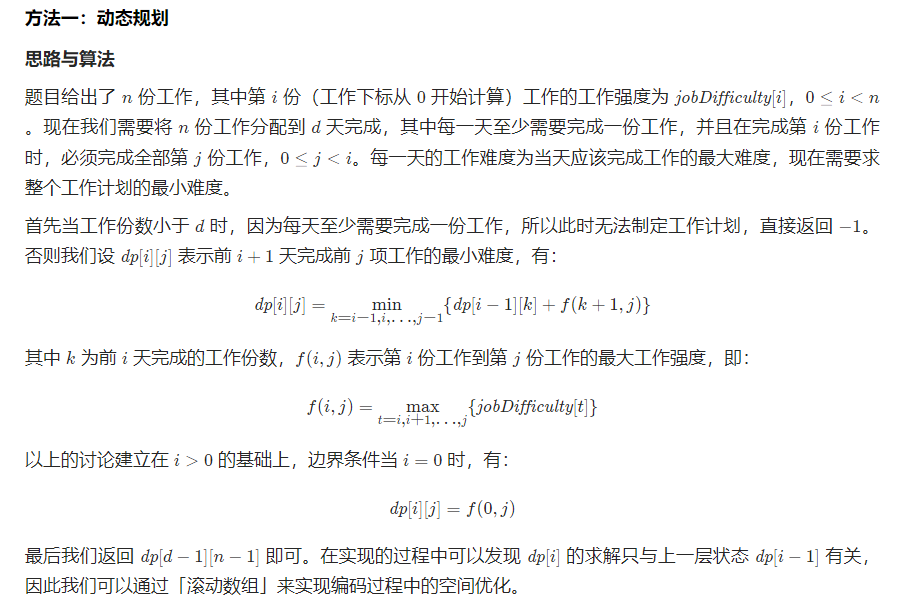 方法一：动态规划
思路与算法
题目给出了 n 份工作，其中第 i 份（工作下标从 0 开始计算）工作的工作强度为 jobDifficulty[i]，0 ≤ i < n
。现在我们需要将 n 份工作分配到 d 天完成，其中每一天至少需要完成一份工作，并且在完成第 i 份工作
时，必须完成全部第 j 份工作，0 ≤ j < i。每一天的工作难度为当天应该完成工作的最大难度，现在需要求
整个工作计划的最小难度。
首先当工作份数小于 d 时，因为每天至少需要完成一份工作，所以此时无法制定工作计划，直接返回 −1。
否则我们设 dp[i][j] 表示前 i + 1 天完成前 j 项工作的最小难度，有：
dp[i][j] = min k=i−1,i,...,j−1 {dp[i − 1][k] + f(k + 1, j)}
其中 k 为前 i 天完成的工作份数，f(i, j) 表示第 i 份工作到第 j 份工作的最大工作强度，即：
f(i, j) = max t=i,i+1,...,j {jobDifficulty[t]}
以上的讨论建立在 i > 0 的基础上，边界条件当 i = 0 时，有：
dp[i][j] = f(0, j)
最后我们返回 dp[d − 1][n − 1] 即可。在实现的过程中可以发现 dp[i] 的求解只与上一层状态 dp[i − 1] 有关，
因此我们可以通过「滚动数组」来实现编码过程中的空间优化。